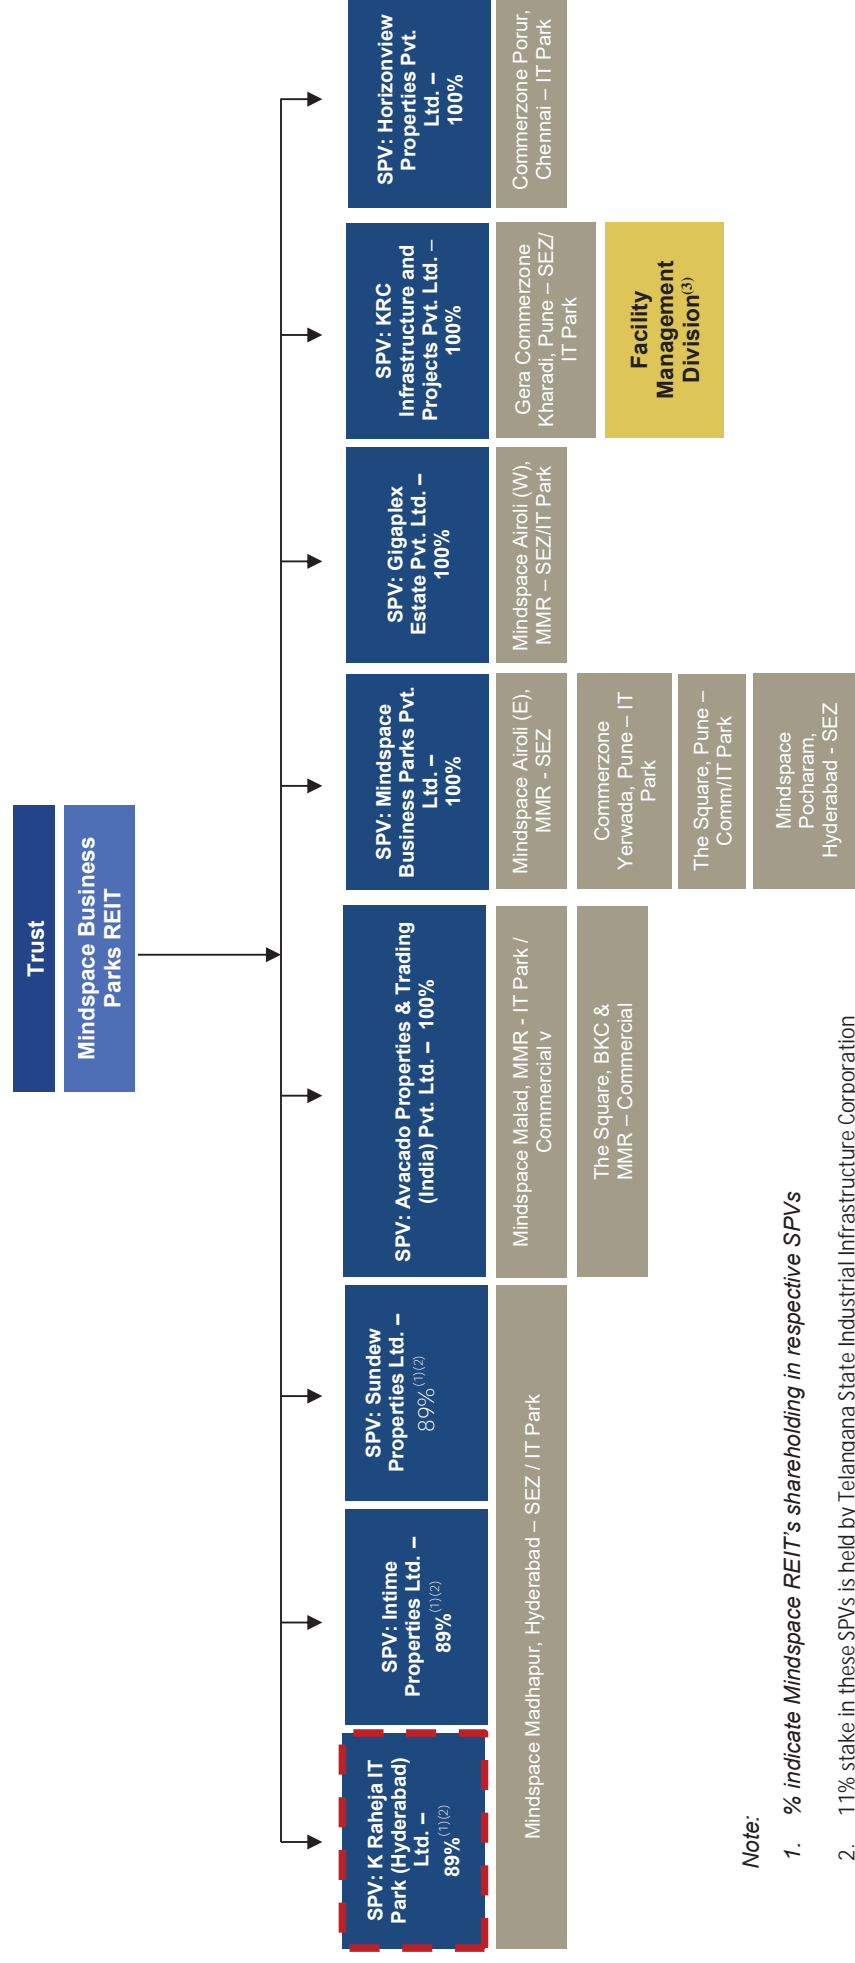 Trust
Mindspace Business
Parks REIT
SPV: K Raheja IT
Park (Hyderabad)
Ltd. –
89%(1)(2)
SPV: Intime
Properties Ltd. –
89%(1)(2)
SPV: Sundew
Properties Ltd. –
89%(1)(2)
Mindspace Madhapur, Hyderabad – SEZ / IT Park
SPV: Avacado Properties & Trading
(India) Pvt. Ltd. – 100%
Mindspace Malad, MMR - IT Park /
Commercial v
The Square, BKC &
MMR – Commercial
SPV: Mindspace
Business Parks Pvt.
Ltd. –
100%
Mindspace Airoli (E),
MMR - SEZ
Commerzone
Yerwada, Pune – IT
Park
The Square, Pune –
Comm/IT Park
Mindspace
Pocharam,
Hyderabad - SEZ
SPV: Gigaplex
Estate Pvt. Ltd. –
100%
Mindspace Airoli (W),
MMR – SEZ/IT Park
SPV: KRC
Infrastructure and
Projects Pvt. Ltd. –
100%
Gera Commerzone
Kharadi, Pune – SEZ/
IT Park
Facility
Management
Division(3)
SPV: Horizonview
Properties Pvt.
Ltd. –
100%
Commerzone Porur,
Chennai – IT Park
Note:
1. % indicate Mindspace REIT's shareholding in respective SPVs
2. 11% stake in these SPVs is held by Telangana State Industrial Infrastructure Corporation